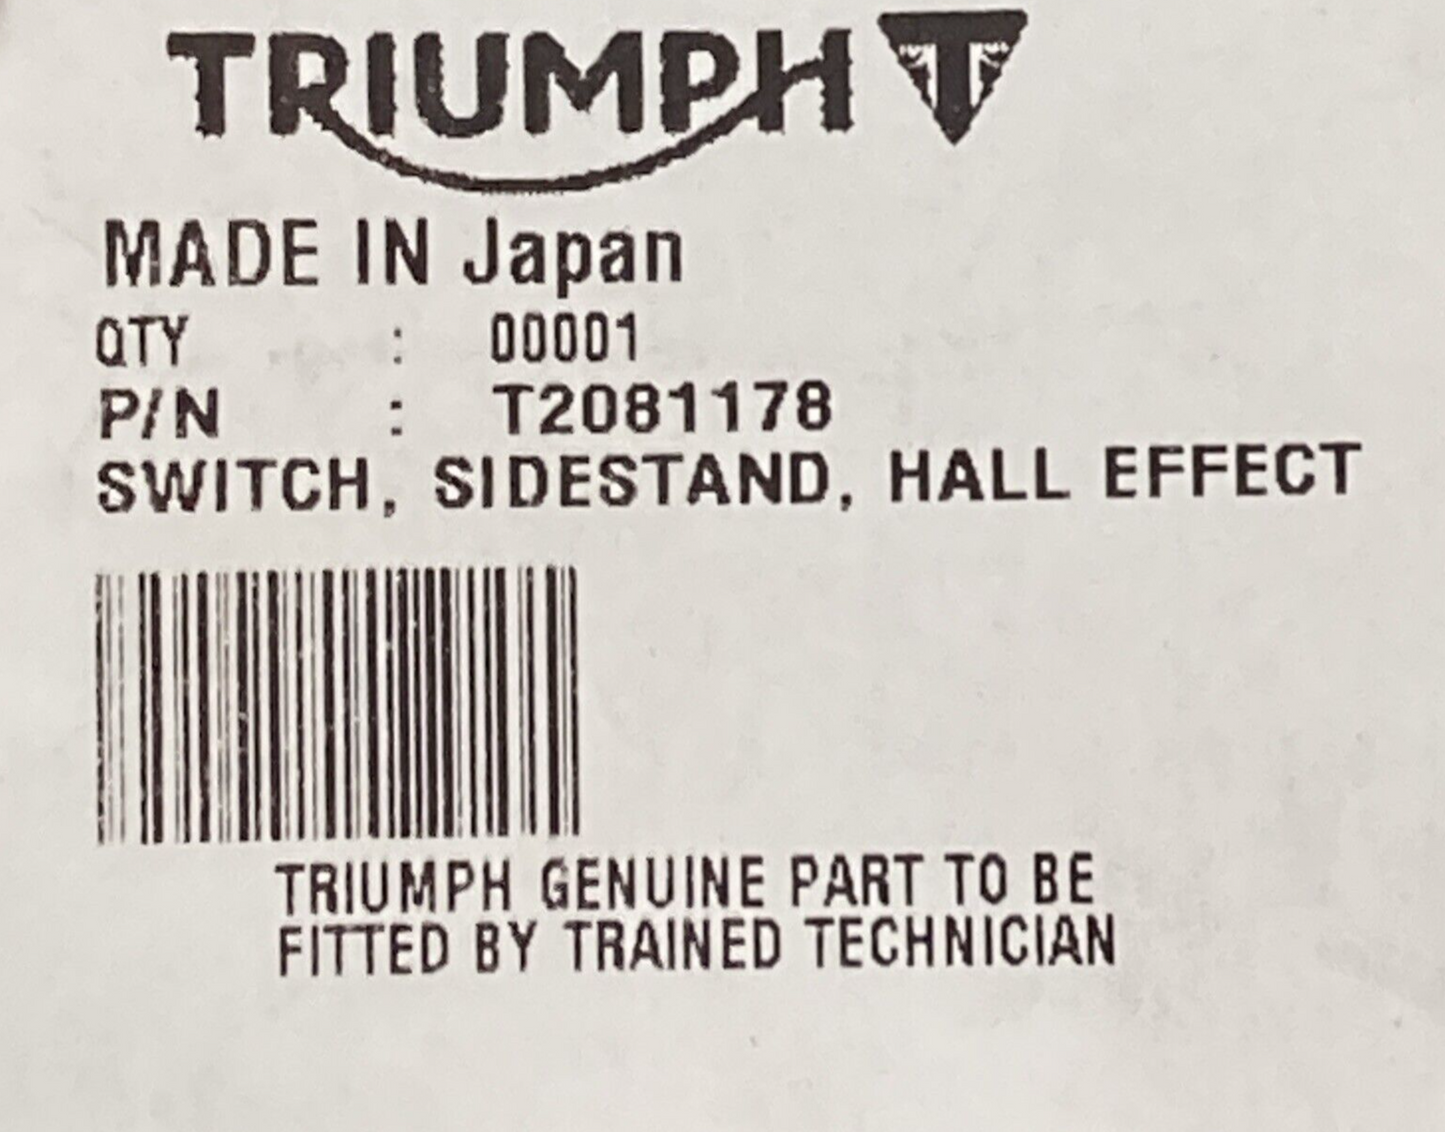 TRIUMPH T
MADE IN Japan
QTY : 00001
P/N : T2081178
SWITCH, SIDESTAND, HALL EFFECT
TRIUMPH GENUINE PART TO BE
FITTED BY TRAINED TECHNICIAN